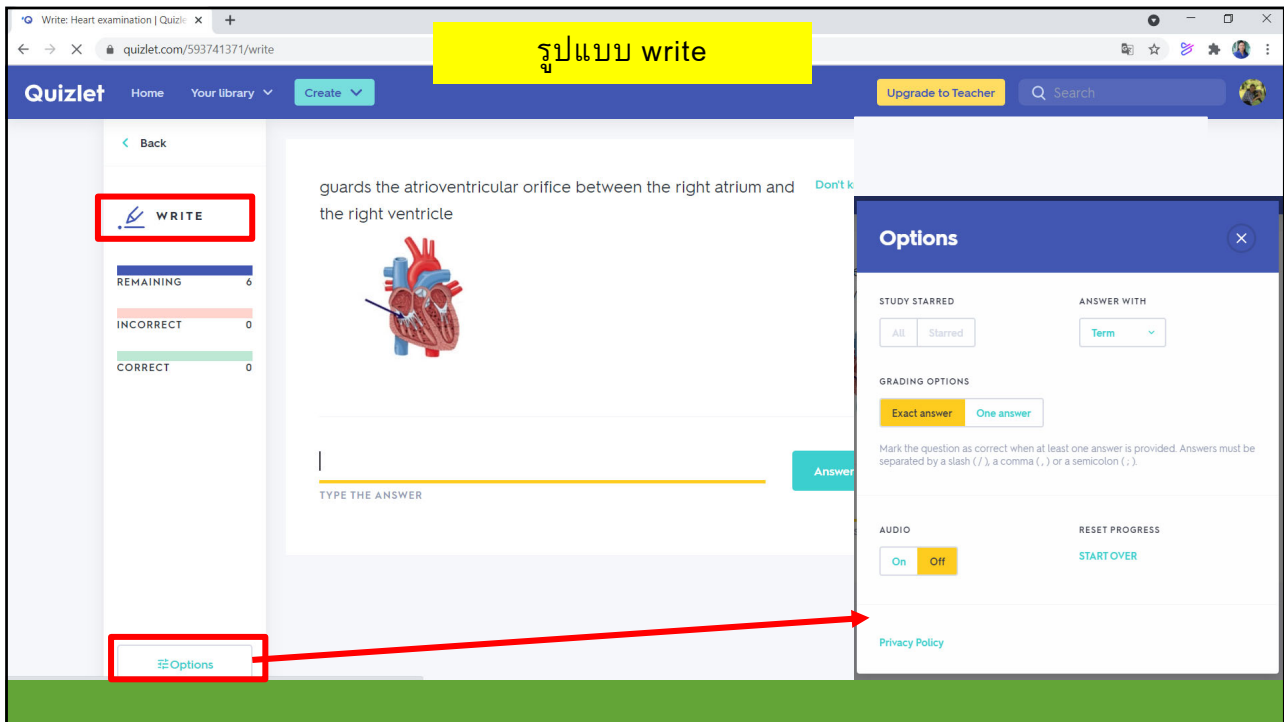 Write: Heart examination | Quizle
quizlet.com/593741371/write
รูปแบบ write
Quizlet
Home
Your library
Create
Upgrade to Teacher
Search
Back
WRITE
REMAINING 6
INCORRECT 0
CORRECT 0
Options
guards the atrioventricular orifice between the right atrium and
the right ventricle
Don't k
TYPE THE ANSWER
Answer
Options
STUDY STARRED
All Starred
ANSWER WITH
Term
GRADING OPTIONS
Exact answer One answer
Mark the question as correct when at least one answer is provided. Answers must be
separated by a slash ( / ), a comma ( , ) or a semicolon ( ; ).
AUDIO
On Off
RESET PROGRESS
START OVER
Privacy Policy